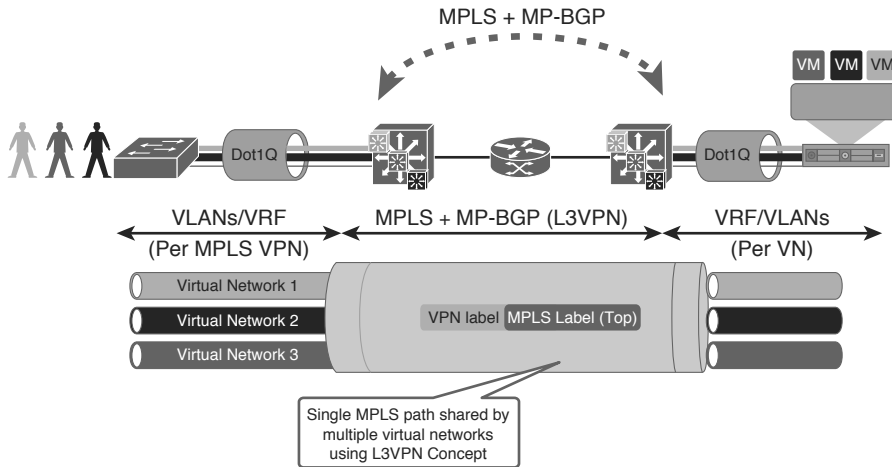 MPLS + MP-BGP
VM VM VM
Dot1Q
Dot1Q
VLANs/VRF
(Per MPLS VPN)
MPLS + MP-BGP (L3VPN)
VRF/VLANs
(Per VN)
Virtual Network 1
Virtual Network 2
Virtual Network 3
VPN label MPLS Label (Top)
Single MPLS path shared by
multiple virtual networks
using L3VPN Concept